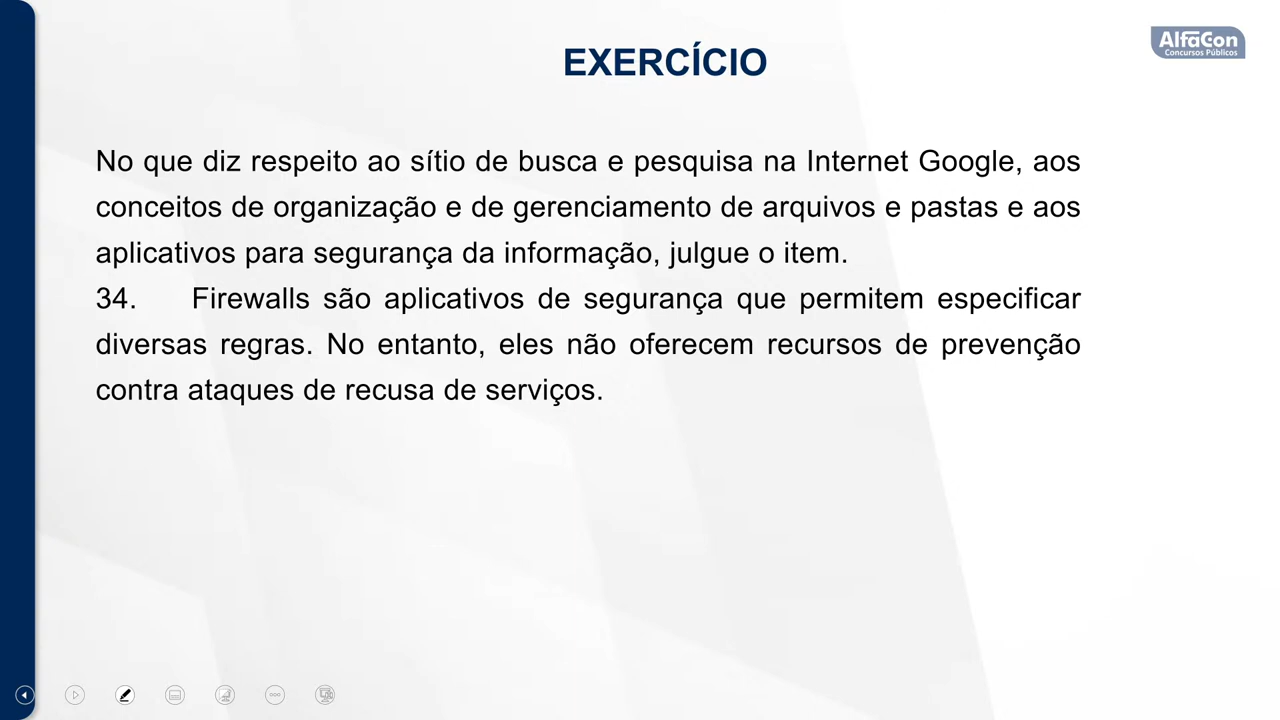 AlfaCon
Concursos Públicos
EXERCÍCIO
No que diz respeito ao sítio de busca e pesquisa na Internet Google, aos
conceitos de organização e de gerenciamento de arquivos e pastas e aos
aplicativos para segurança da informação, julgue o item.
34. Firewalls são aplicativos de segurança que permitem especificar
diversas regras. No entanto, eles não oferecem recursos de prevenção
contra ataques de recusa de serviços.